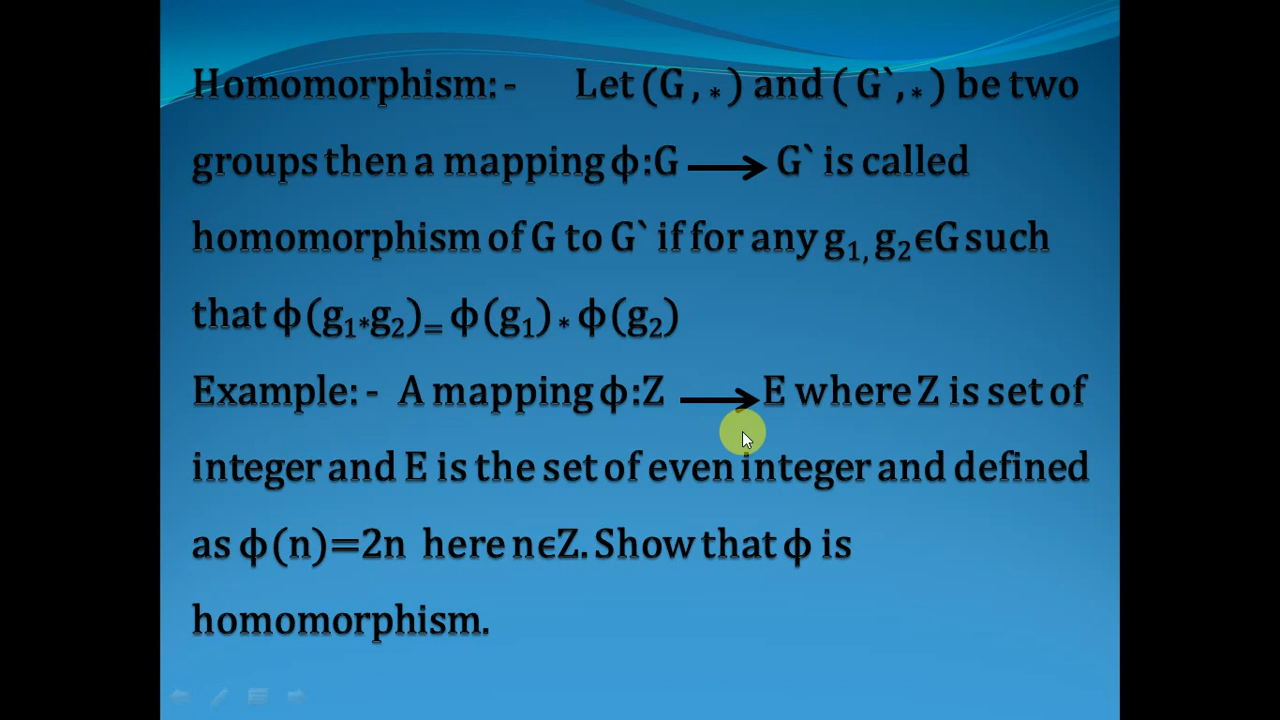 Homomorphism: - Let (G , * ) and ( G`, * ) be two
groups then a mapping ϕ:G ⟶ G` is called
homomorphism of G to G` if for any g₁, g₂ϵG such
that ϕ(g₁*g₂)= ϕ(g₁) * ϕ(g₂)
Example: - A mapping ϕ:Z ⟶ E where Z is set of
integer and E is the set of even integer and defined
as ϕ(n)=2n here nϵZ. Show that ϕ is
homomorphism.